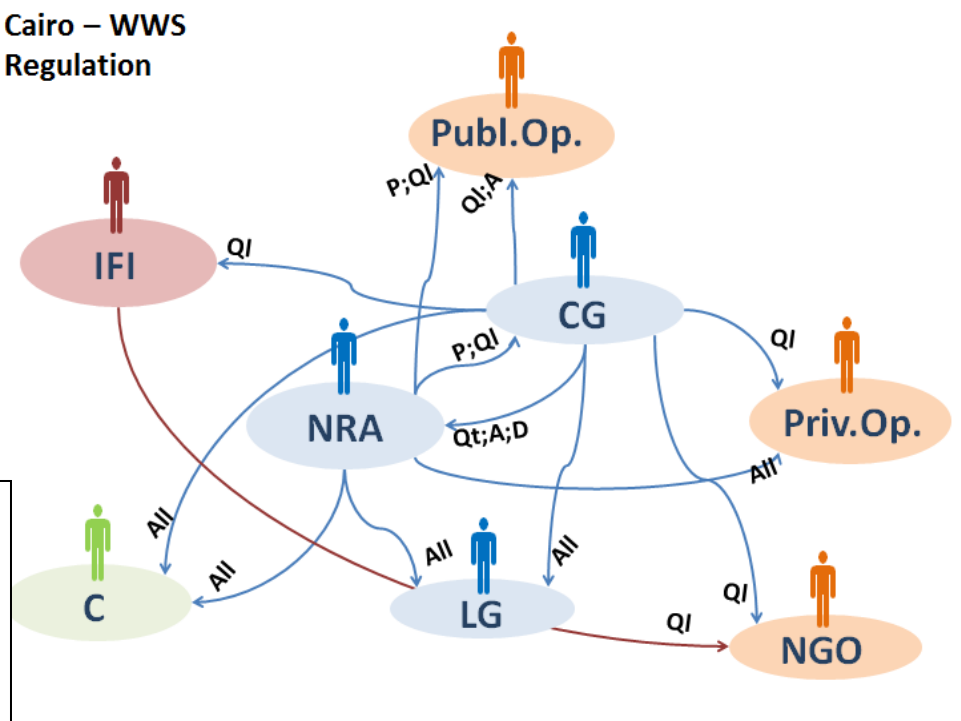 Cairo – WWS
Regulation
Publ.Op.
P;Ql
Ql;A
IFI
Ql
CG
P;Ql
Ql
NRA
Qt;A;D
Priv.Op.
All
All
All
All
All
C
LG
Ql
Ql
NGO